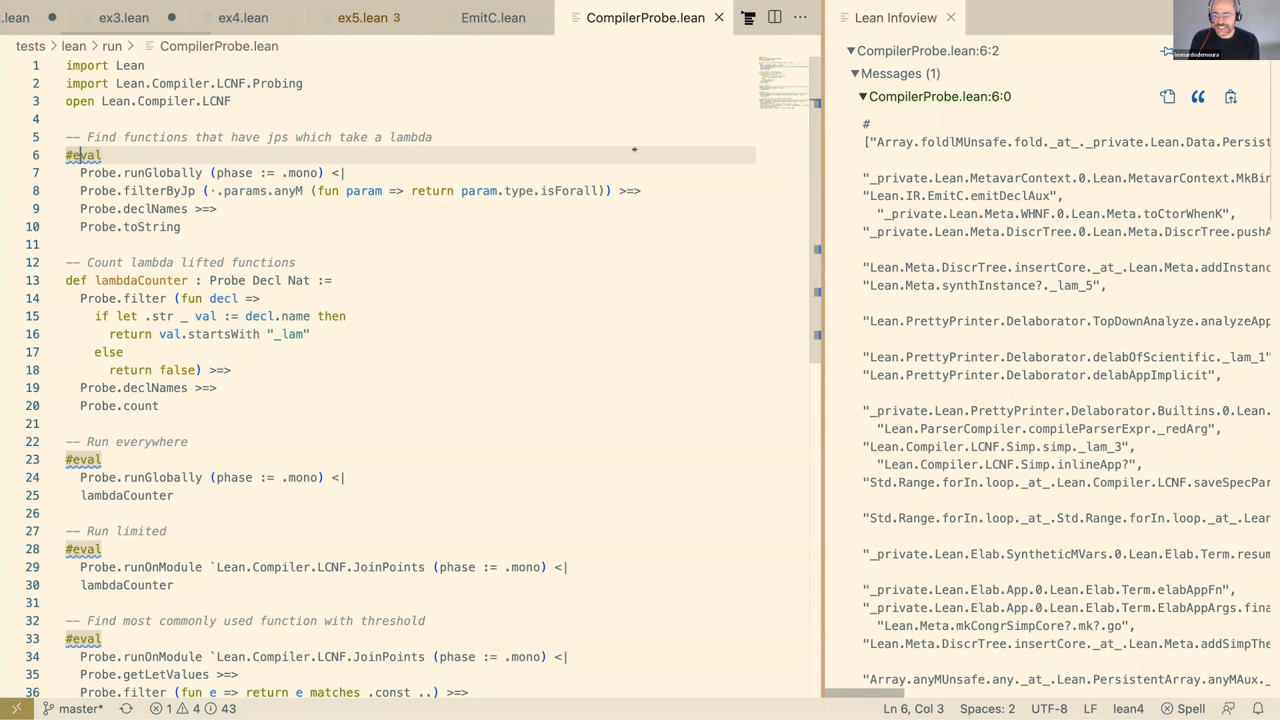 .lean
ex3.lean
ex4.lean
ex5.lean 3
EmitC.lean
CompilerProbe.lean
Lean Infoview
leonardodemoura
tests
lean
run
CompilerProbe.lean
1 import Lean
3
4
5 -- Find functions that have jps which take a lambda
6 #eval
7 Probe.runGlobally (phase := .mono) <|
8 Probe.filterByJp (·.params.anyM (fun param => return param.type.isForall)) >=>
9 Probe.declNames >=>
10 Probe.toString
11
12 -- Count lambda lifted functions
13 def lambdaCounter : Probe Decl Nat :=
14 Probe.filter (fun decl =>
15 if let .str _ val := decl.name then
16 return val.startsWith "_lam"
17 else
18 return false) >=>
19 Probe.declNames >=>
20 Probe.count
21
22 -- Run everywhere
23 #eval
24 Probe.runGlobally (phase := .mono) <|
25 lambdaCounter
26
27 -- Run limited
28 #eval
29 Probe.runOnModule `Lean.Compiler.LCNF.JoinPoints (phase := .mono) <|
30 lambdaCounter
31
32 -- Find most commonly used function with threshold
33 #eval
34 Probe.runOnModule `Lean.Compiler.LCNF.JoinPoints (phase := .mono) <|
35 Probe.getLetValues >=>
36 Probe.filter (fun e => return e matches .const ..) >=>
CompilerProbe.lean:6:2
Messages (1)
CompilerProbe.lean:6:0
#
["Array.foldlMUnsafe.fold._at_._private.Lean.Data.Persist
"_private.Lean.MetavarContext.0.Lean.MetavarContext.MkBin
"Lean.IR.EmitC.emitDeclAux",
"_private.Lean.Meta.WHNF.0.Lean.Meta.toCtorWhenK",
"_private.Lean.Meta.DiscrTree.0.Lean.Meta.DiscrTree.pushA
"Lean.Meta.DiscrTree.insertCore._at_.Lean.Meta.addInstanc
"Lean.Meta.synthInstance?._lam_5",
"Lean.PrettyPrinter.Delaborator.TopDownAnalyze.analyzeApp
"Lean.PrettyPrinter.Delaborator.delabOfScientific._lam_1"
"Lean.PrettyPrinter.Delaborator.delabAppImplicit",
"_private.Lean.PrettyPrinter.Delaborator.Builtins.0.Lean.
"Lean.ParserCompiler.compileParserExpr._redArg",
"Lean.Compiler.LCNF.Simp.simp._lam_3",
"Lean.Compiler.LCNF.Simp.inlineApp?",
"Std.Range.forIn.loop._at_.Lean.Compiler.LCNF.saveSpecPar
"Std.Range.forIn.loop._at_.Std.Range.forIn.loop._at_.Lean
"_private.Lean.Elab.SyntheticMVars.0.Lean.Elab.Term.resum
"_private.Lean.Elab.App.0.Lean.Elab.Term.elabAppFn",
"_private.Lean.Elab.App.0.Lean.Elab.Term.ElabAppArgs.fina
"Lean.Meta.mkCongrSimpCore?.mk?.go",
"Lean.Meta.DiscrTree.insertCore._at_.Lean.Meta.addSimpThe
"Array.anyMUnsafe.any._at_.Lean.PersistentArray.anyMAux._
master*
1 4 43
Ln 6, Col 3
Spaces: 2
UTF-8
LF
lean4
Spell